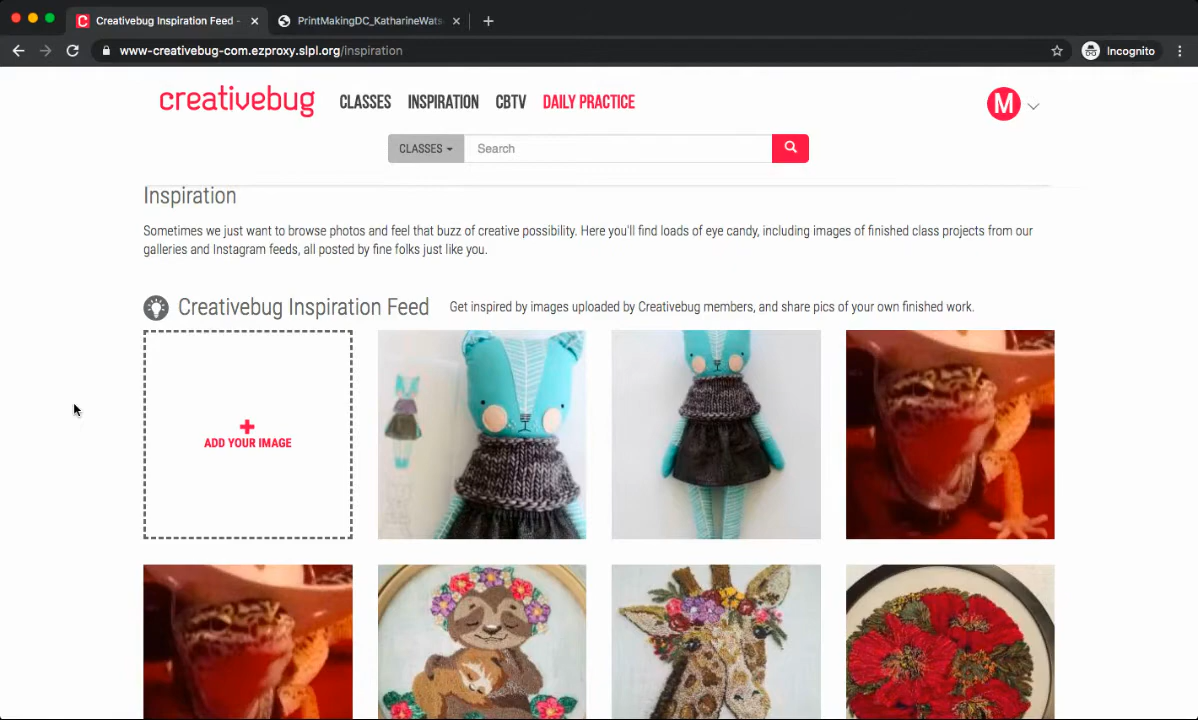 Creativebug Inspiration Feed -
PrintMakingDC_KatharineWats
www-creativebug-com.ezproxy.slpl.org/inspiration
Incognito
creativebug
CLASSES INSPIRATION CBTV DAILY PRACTICE
M
CLASSES
Search
Inspiration
Sometimes we just want to browse photos and feel that buzz of creative possibility. Here you'll find loads of eye candy, including images of finished class projects from our
galleries and Instagram feeds, all posted by fine folks just like you.
Creativebug Inspiration Feed
Get inspired by images uploaded by Creativebug members, and share pics of your own finished work.
ADD YOUR IMAGE